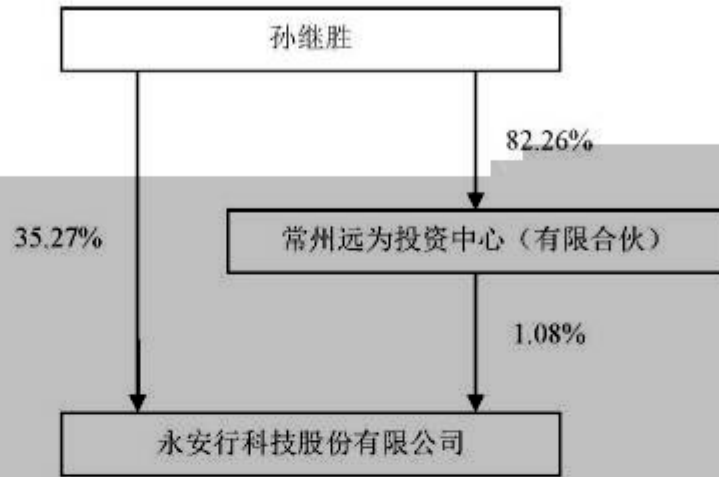 孙继胜
82.26%
35.27%
常州远为投资中心（有限合伙）
1.08%
永安行科技股份有限公司